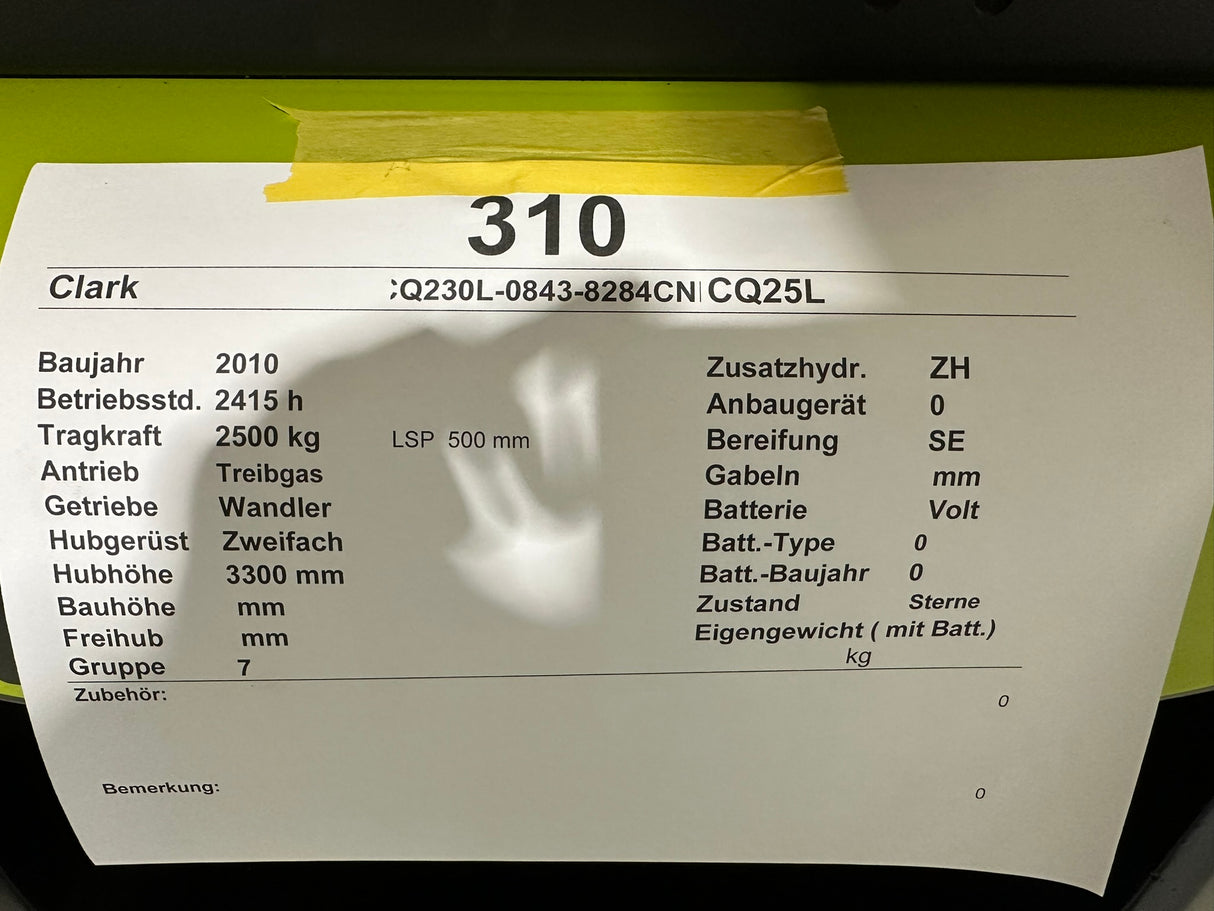 310
Clark CQ230L-0843-8284CN CQ25L
Baujahr 2010
Betriebsstd. 2415 h
Tragkraft 2500 kg LSP 500 mm
Antrieb Treibgas
Getriebe Wandler
Hubgerüst Zweifach
Hubhöhe 3300 mm
Bauhöhe mm
Freihub mm
Gruppe 7
Zusatzhydr. ZH
Anbaugerät 0
Bereifung SE
Gabeln mm
Batterie Volt
Batt.-Type 0
Batt.-Baujahr 0
Zustand Sterne
Eigengewicht ( mit Batt.)
kg
Zubehör: 0
Bemerkung: 0